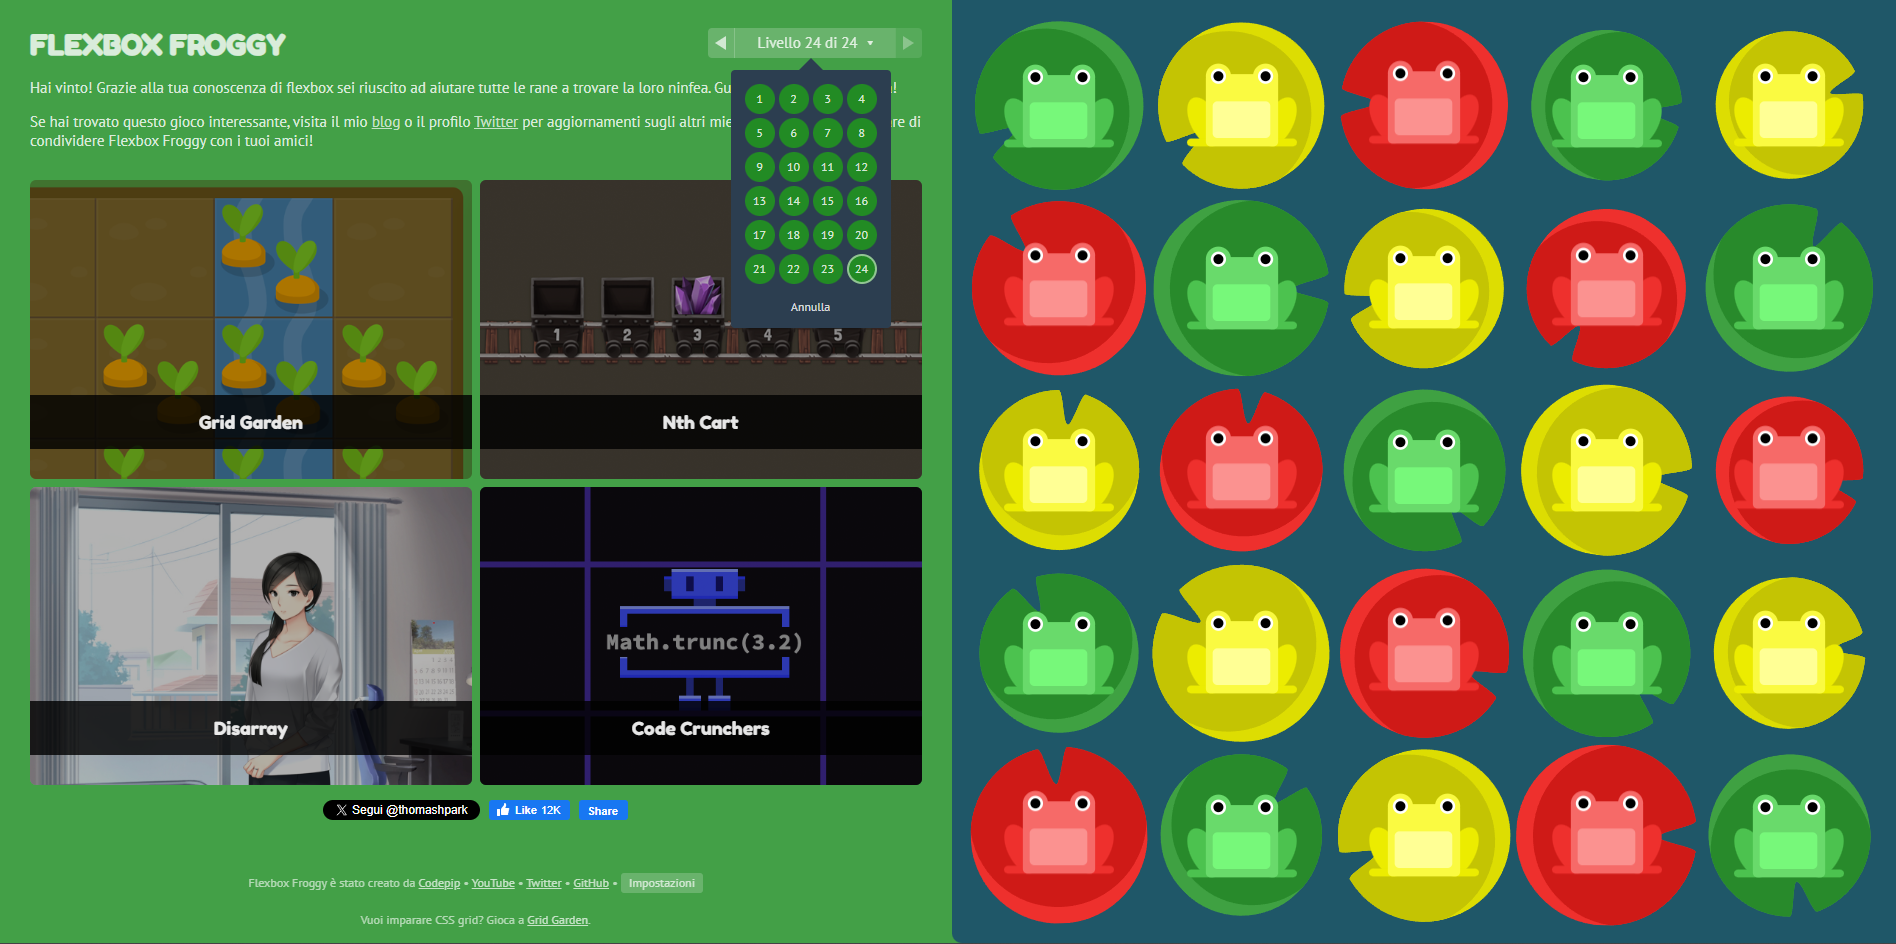 FLEXBOX FROGGY
Livello 24 di 24
Hai vinto! Grazie alla tua conoscenza di flexbox sei riuscito ad aiutare tutte le rane a trovare la loro ninfea.
Se hai trovato questo gioco interessante, visita il mio blog o il profilo Twitter per aggiornamenti sugli altri
condividere Flexbox Froggy con i tuoi amici!
1 2 3 4
5 6 7 8
9 10 11 12
13 14 15 16
17 18 19 20
21 22 23 24
Annulla
Grid Garden
1 2 3 4 5
Nth Cart
Disarray
Math.trunc(3.2)
Code Crunchers
Segui @thomashpark
Like 12K
Share
Flexbox Froggy è stato creato da Codepip • YouTube • Twitter • GitHub • Impostazioni
Vuoi imparare CSS grid? Gioca a Grid Garden.